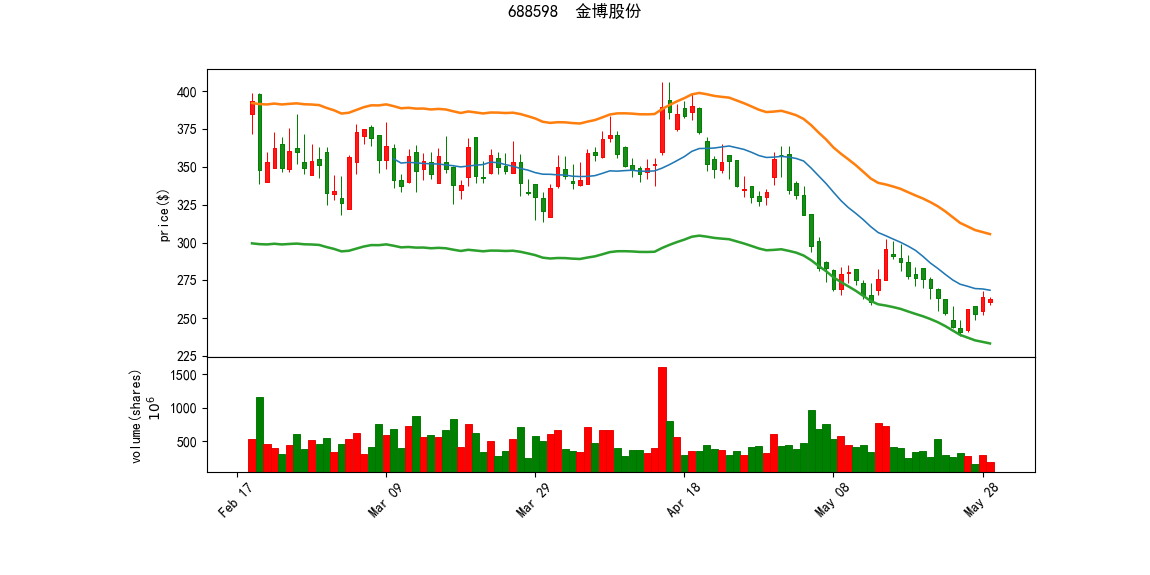 688598  金博股份
price($)
400
375
350
325
300
275
250
225
volume(shares)
10^6
1500
1000
500
Feb 17
Mar 09
Mar 29
Apr 18
May 08
May 28